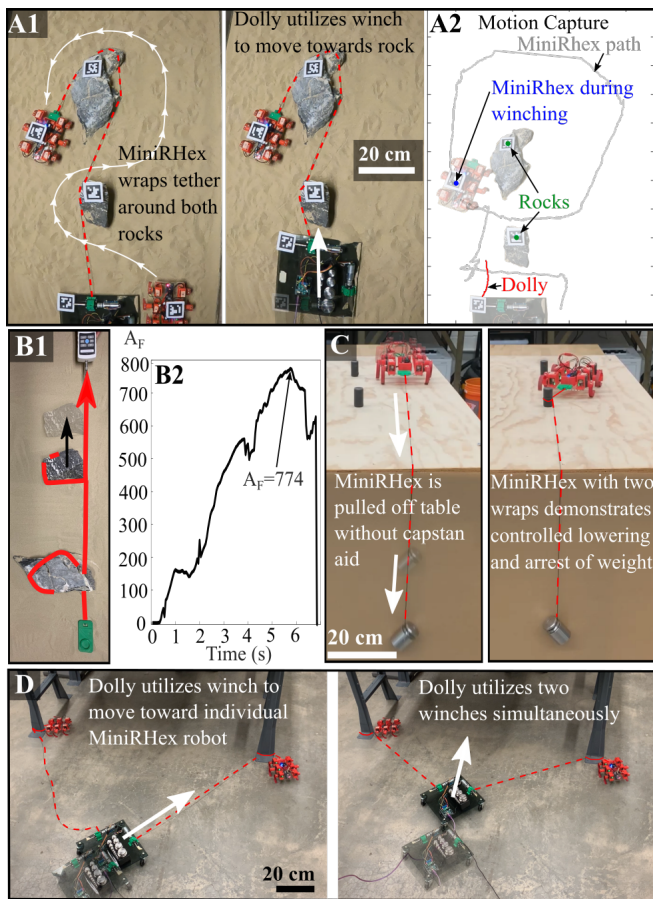 A1
MiniRHex
wraps tether
around both
rocks
Dolly utilizes winch
to move towards rock
20 cm
A2
Motion Capture
MiniRhex path
MiniRhex during
winching
Rocks
Dolly
B1
A_F
B2
800
700
600
500
400
300
200
100
0
A_F=774
0 1 2 3 4 5 6
Time (s)
C
MiniRHex is
pulled off table
without capstan
aid
20 cm
MiniRHex with two
wraps demonstrates
controlled lowering
and arrest of weight
D
Dolly utilizes winch to
move toward individual
MiniRHex robot
20 cm
Dolly utilizes two
winches simultaneously